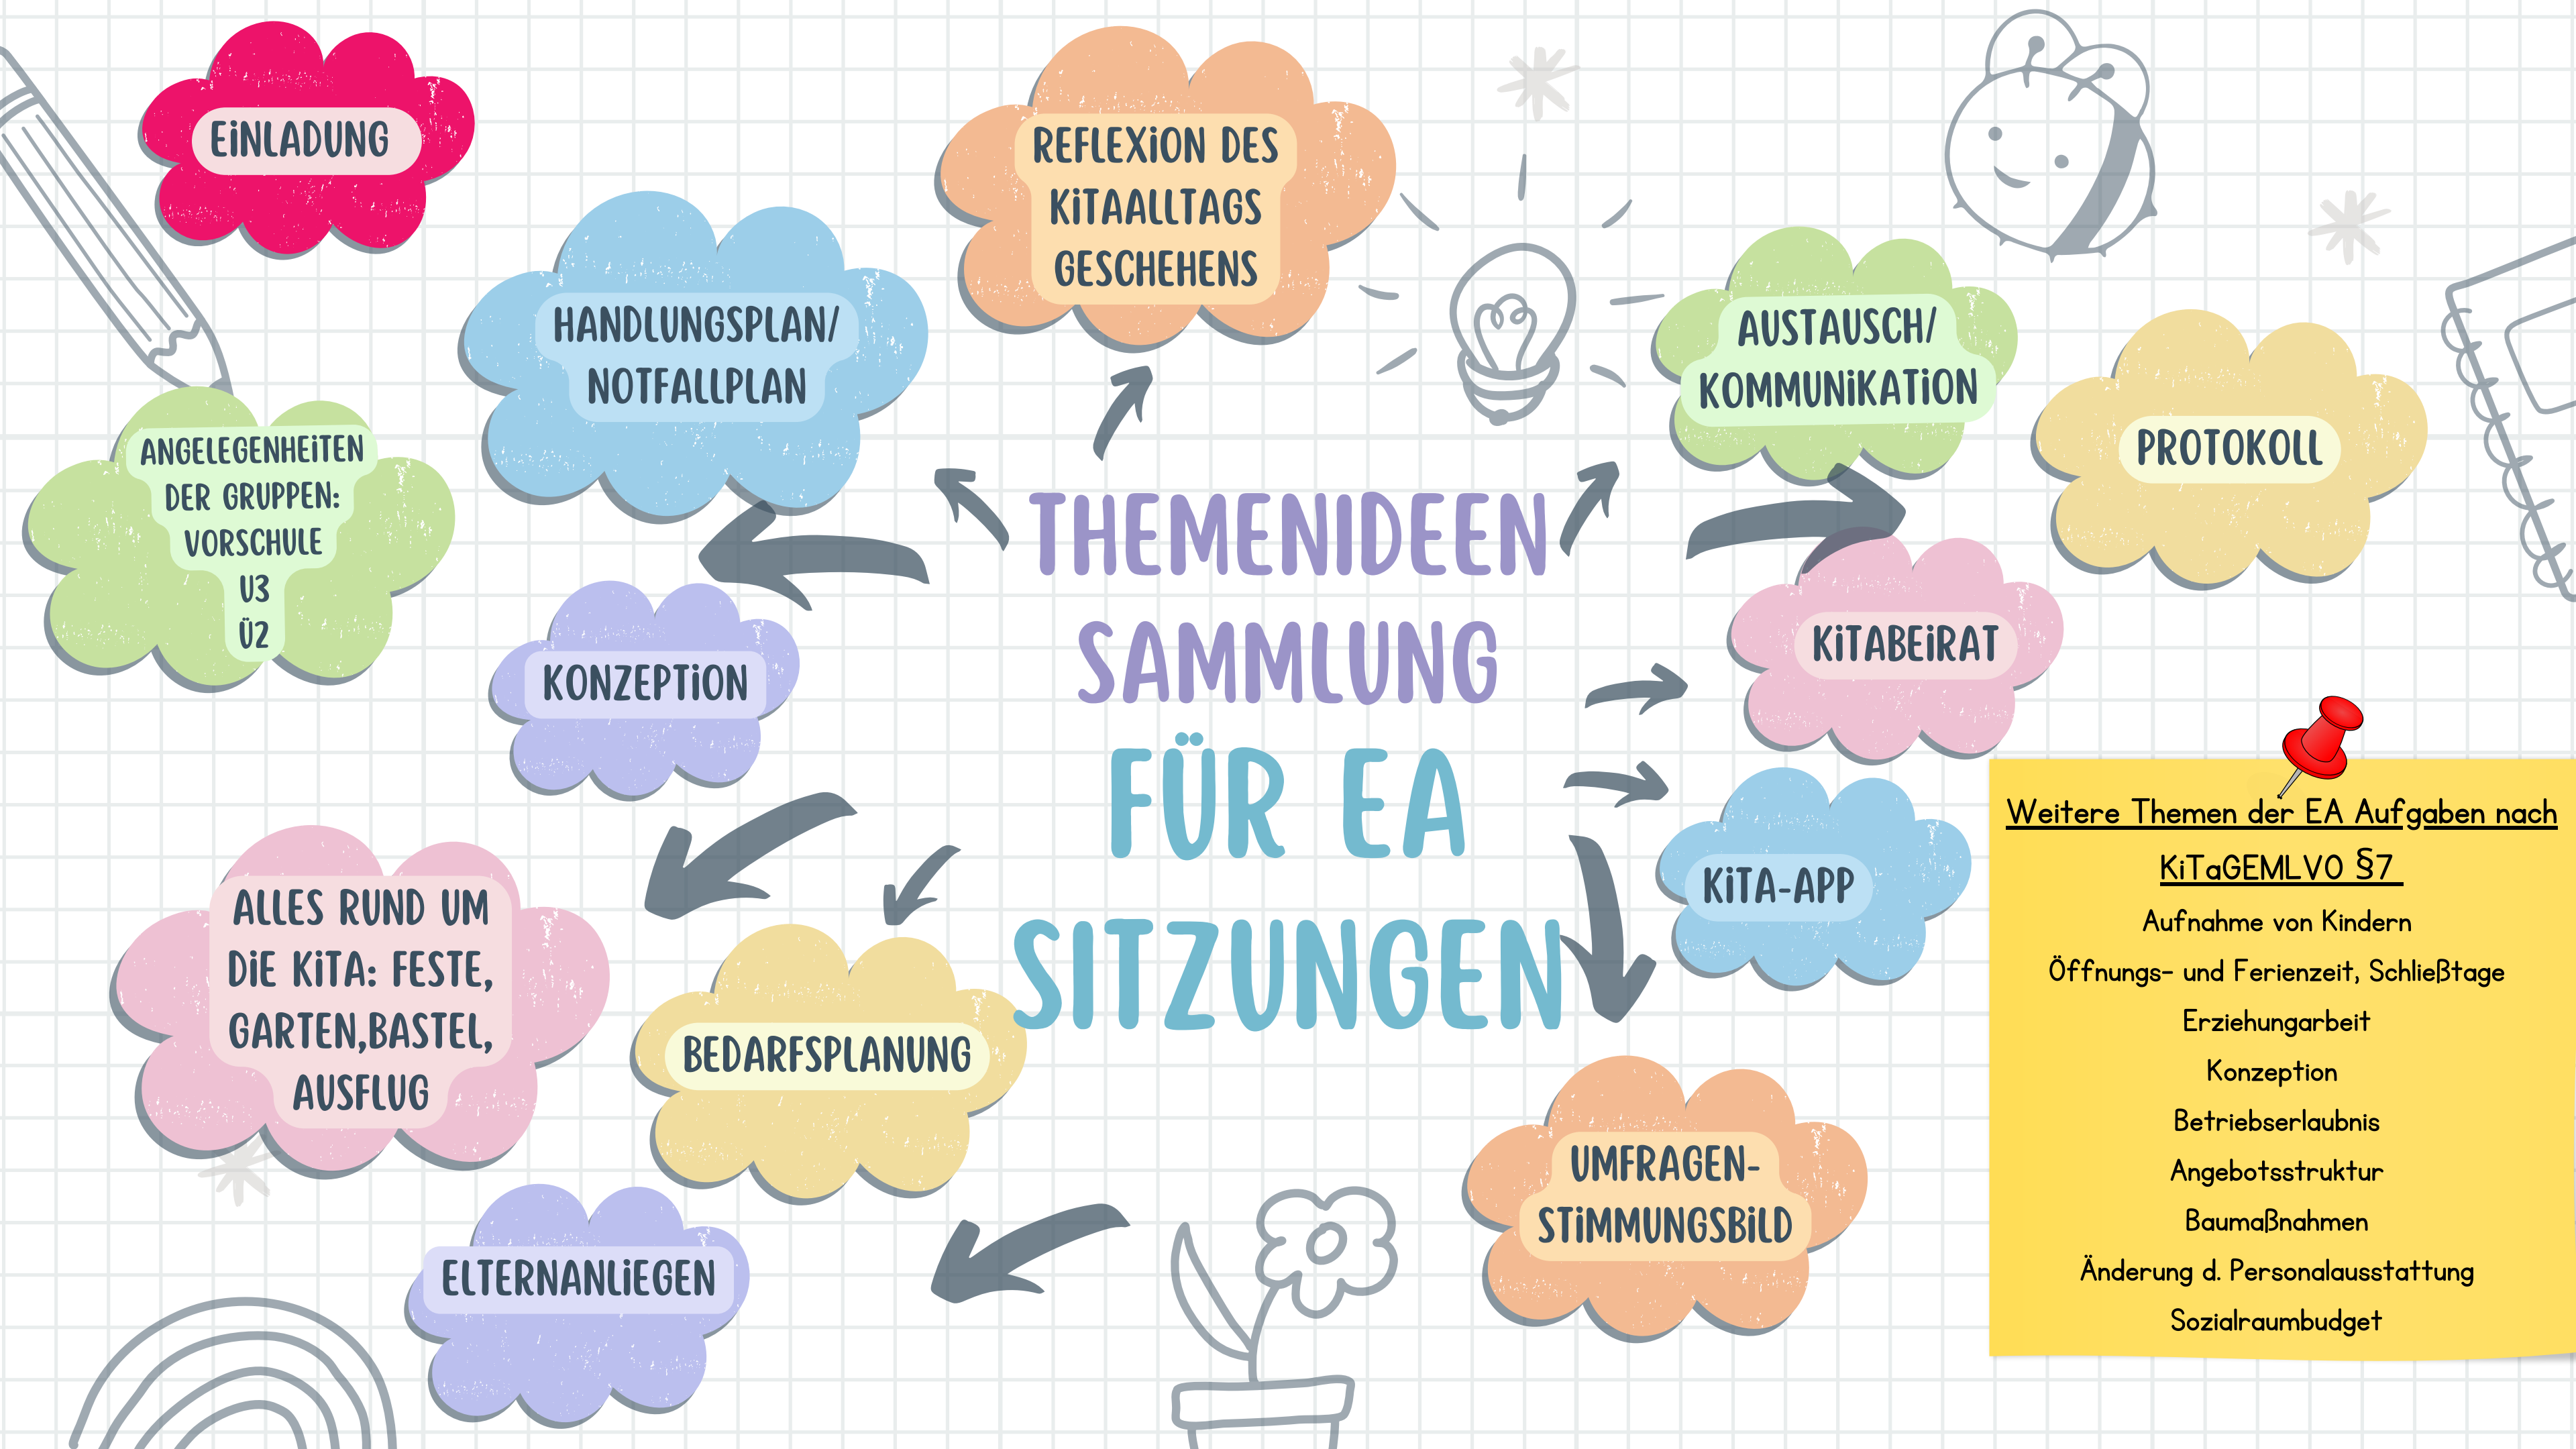 EINLADUNG
REFLEXION DES
KITAALLTAGS
GESCHEHENS
HANDLUNGSPLAN/
NOTFALLPLAN
AUSTAUSCH/
KOMMUNIKATION
PROTOKOLL
ANGELEGENHEITEN
DER GRUPPEN:
VORSCHULE
U3
Ü2
THEMENIDEEN
SAMMLUNG
FÜR EA
SITZUNGEN
KONZEPTION
KITABEIRAT
KITA-APP
ALLES RUND UM
DIE KITA: FESTE,
GARTEN,BASTEL,
AUSFLUG
BEDARFSPLANUNG
ELTERNANLIEGEN
UMFRAGEN-
STIMMUNGSBILD
Weitere Themen der EA Aufgaben nach
KiTaGEMLVO §7
Aufnahme von Kindern
Öffnungs- und Ferienzeit, Schließtage
Erziehungarbeit
Konzeption
Betriebserlaubnis
Angebotsstruktur
Baumaßnahmen
Änderung d. Personalausstattung
Sozialraumbudget